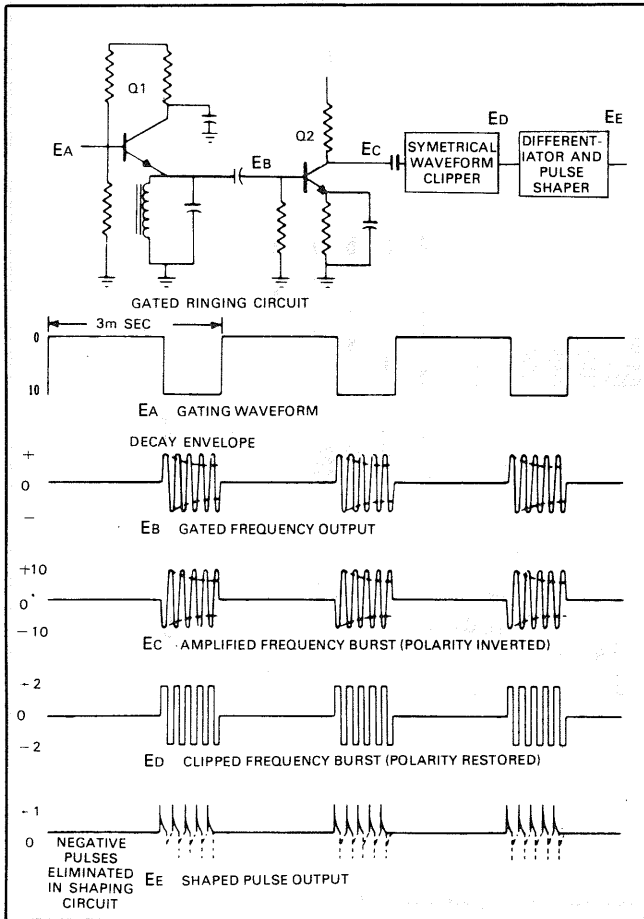 Q1
EA
EB
Q2
EC
ED
EE
SYMETRICAL
WAVEFORM
CLIPPER
DIFFERENT-
IATOR AND
PULSE
SHAPER
GATED RINGING CIRCUIT
3m SEC
0
10
EA GATING WAVEFORM
DECAY ENVELOPE
+
0
−
EB GATED FREQUENCY OUTPUT
+10
0
−10
EC AMPLIFIED FREQUENCY BURST (POLARITY INVERTED)
+2
0
−2
ED CLIPPED FREQUENCY BURST (POLARITY RESTORED)
-1
0
NEGATIVE
PULSES
ELIMINATED
IN SHAPING
CIRCUIT
EE SHAPED PULSE OUTPUT